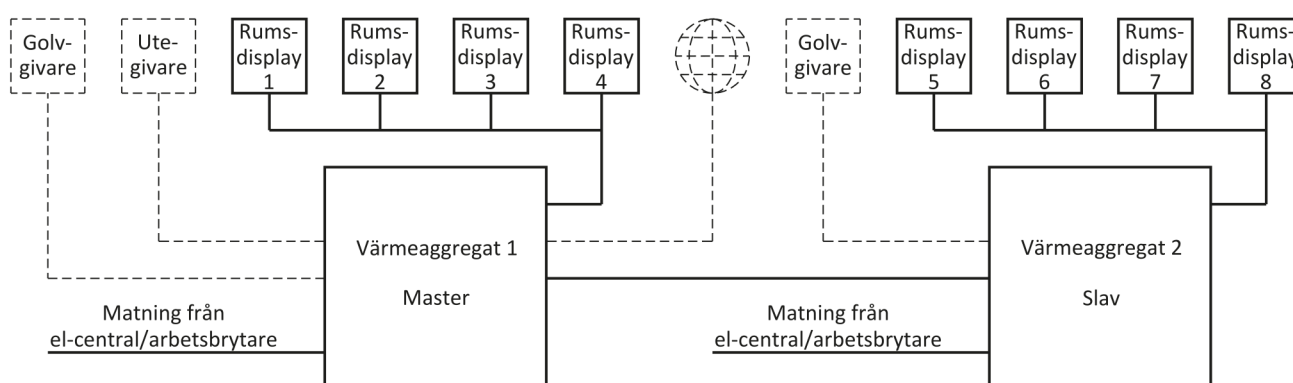 Golv-
givare
Ute-
givare
Rums-
display
1
Rums-
display
2
Rums-
display
3
Rums-
display
4
Golv-
givare
Rums-
display
5
Rums-
display
6
Rums-
display
7
Rums-
display
8
Värmeaggregat 1
Master
Matning från
el-central/arbetsbrytare
Värmeaggregat 2
Slav
Matning från
el-central/arbetsbrytare